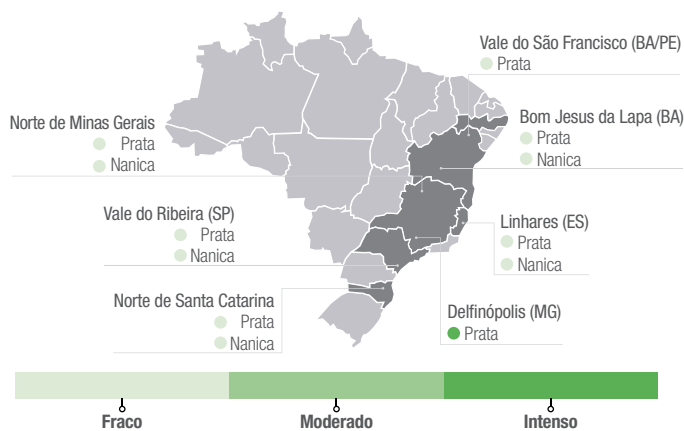 Vale do São Francisco (BA/PE)
Prata
Norte de Minas Gerais
Prata
Nanica
Bom Jesus da Lapa (BA)
Prata
Nanica
Vale do Ribeira (SP)
Prata
Nanica
Linhares (ES)
Prata
Nanica
Norte de Santa Catarina
Prata
Nanica
Delfinópolis (MG)
Prata
Fraco
Moderado
Intenso